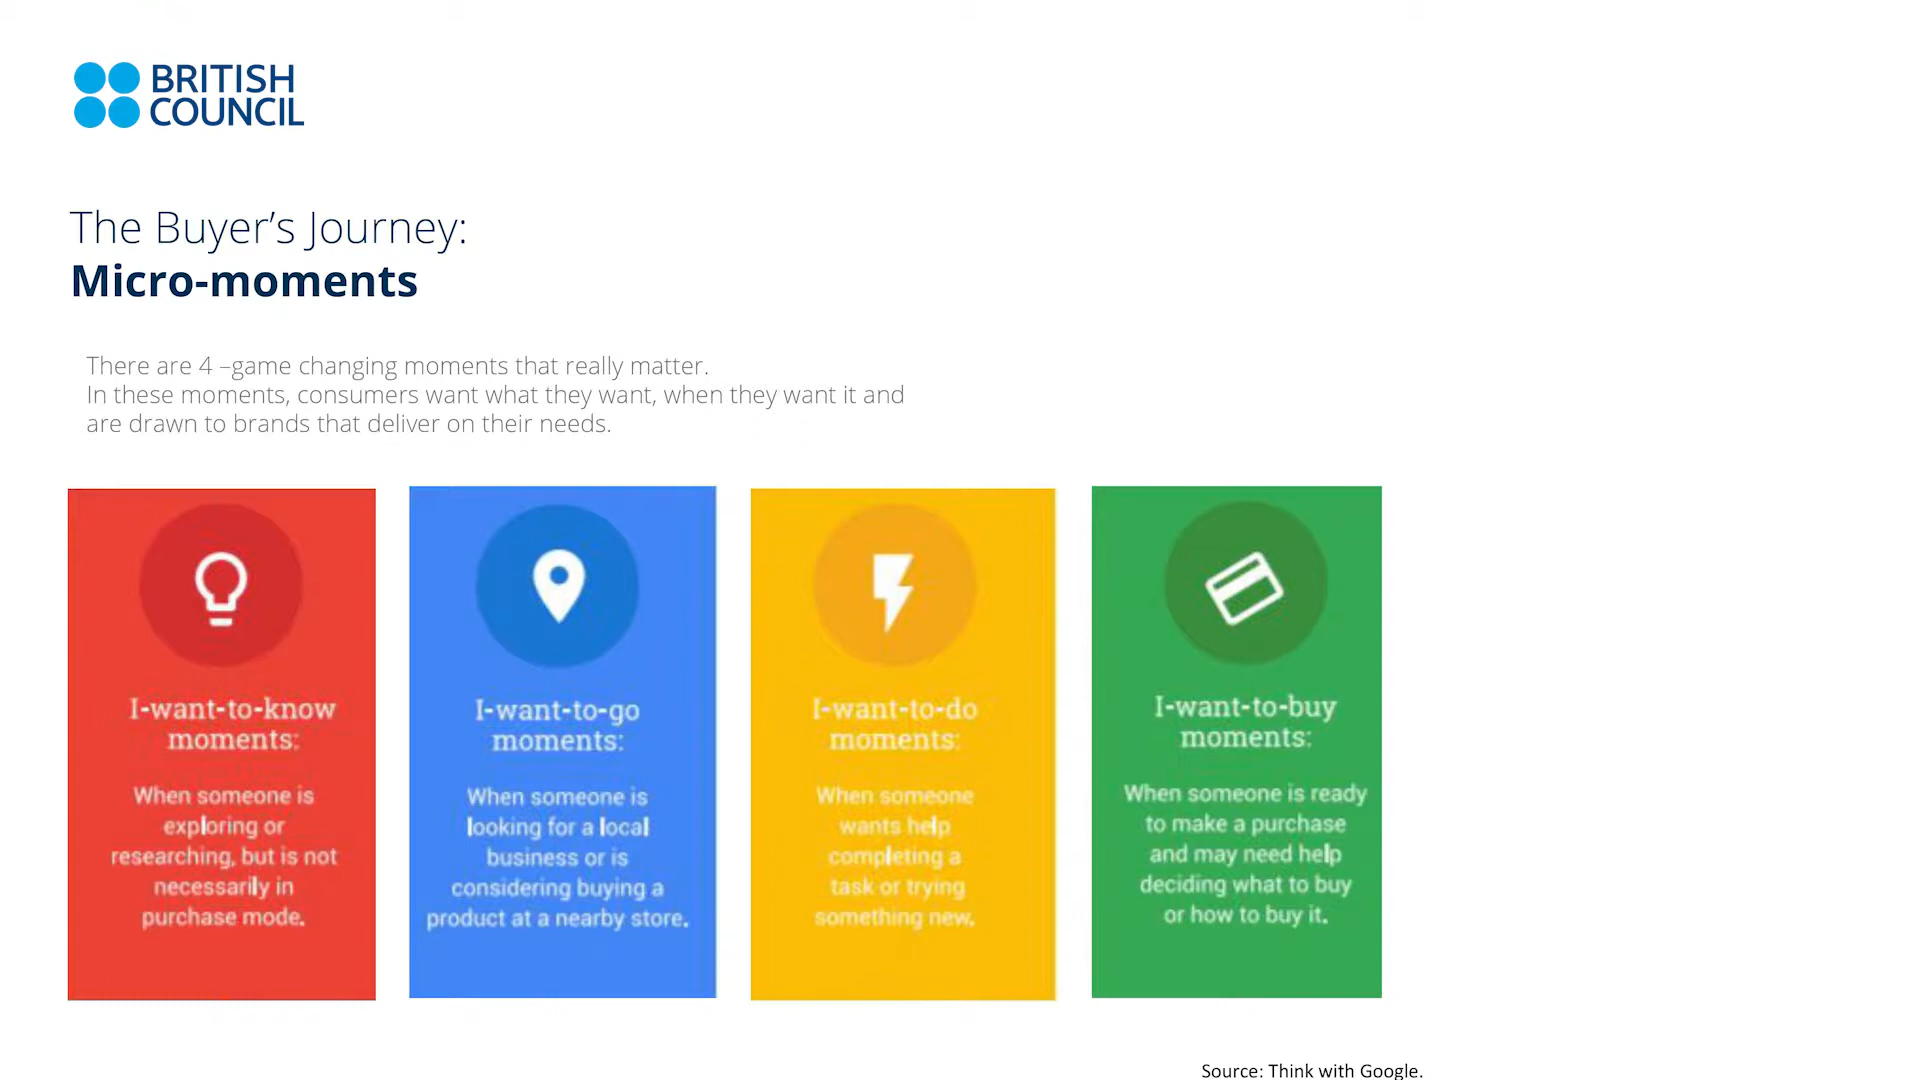 BRITISH
COUNCIL
The Buyer’s Journey:
Micro-moments
There are 4 –game changing moments that really matter.
In these moments, consumers want what they want, when they want it and
are drawn to brands that deliver on their needs.
I-want-to-know
moments:
When someone is
exploring or
researching, but is not
necessarily in
purchase mode.
I-want-to-go
moments:
When someone is
looking for a local
business or is
considering buying a
product at a nearby store.
I-want-to-do
moments:
When someone
wants help
completing a
task or trying
something new.
I-want-to-buy
moments:
When someone is ready
to make a purchase
and may need help
deciding what to buy
or how to buy it.
Source: Think with Google.